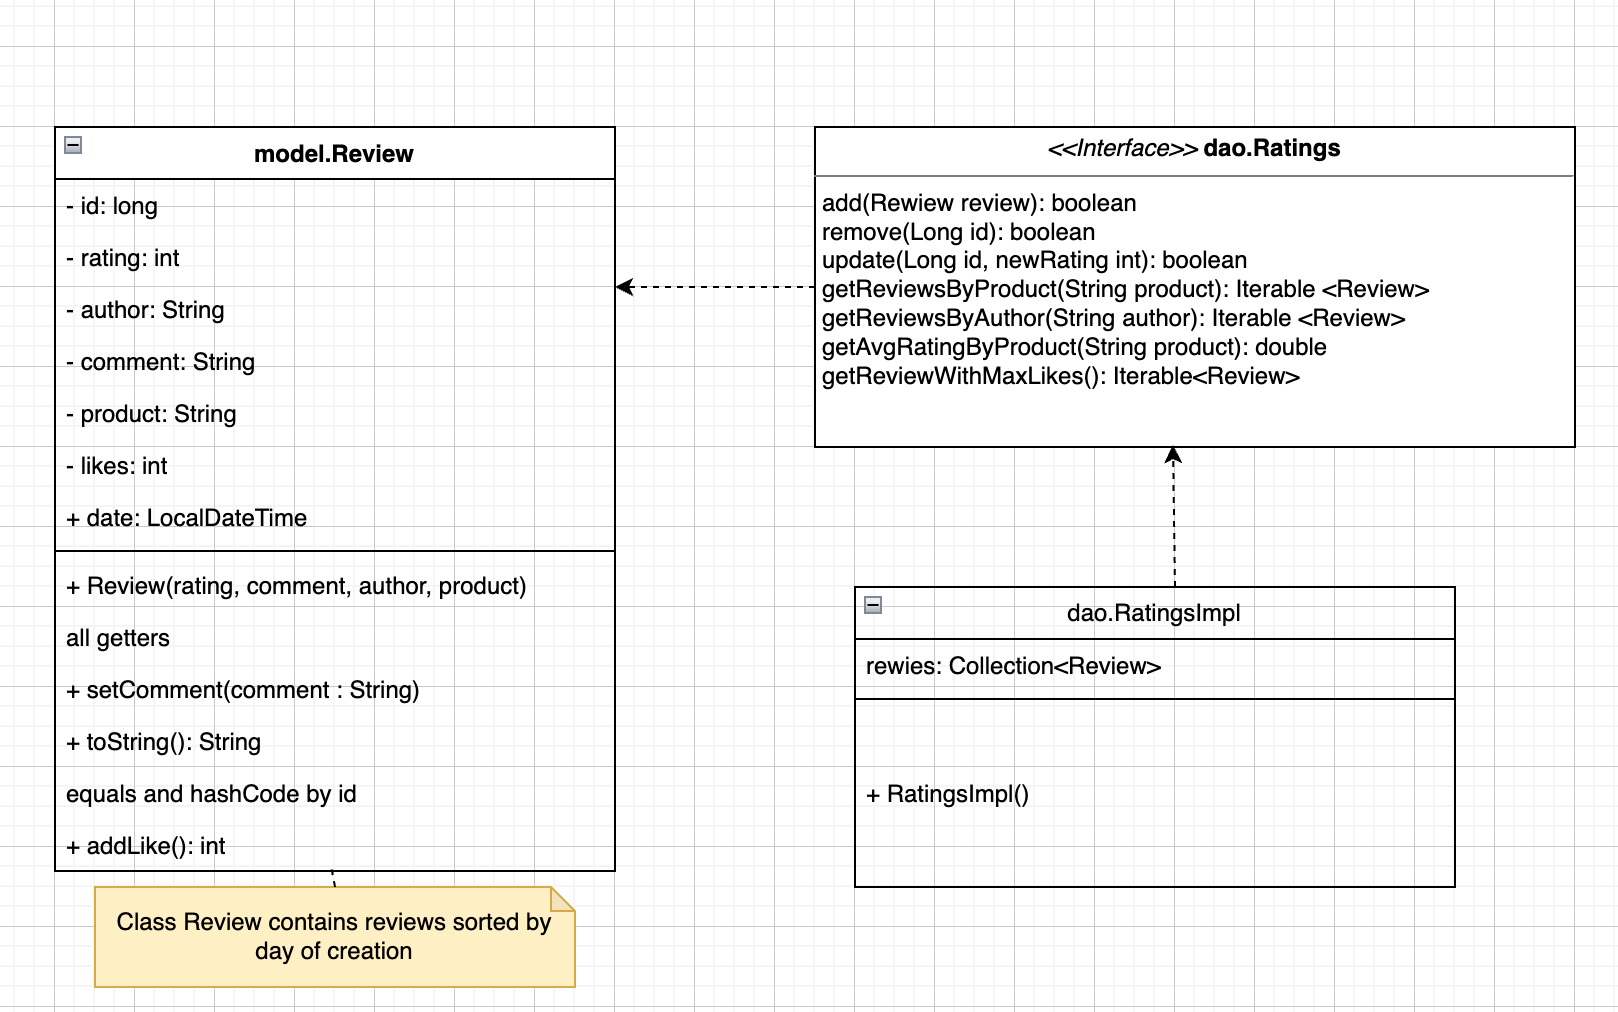 model.Review
- id: long
- rating: int
- author: String
- comment: String
- product: String
- likes: int
+ date: LocalDateTime
+ Review(rating, comment, author, product)
all getters
+ setComment(comment : String)
+ toString(): String
equals and hashCode by id
+ addLike(): int
Class Review contains reviews sorted by
day of creation
<<Interface>> dao.Ratings
add(Rewiew review): boolean
remove(Long id): boolean
update(Long id, newRating int): boolean
getReviewsByProduct(String product): Iterable <Review>
getReviewsByAuthor(String author): Iterable <Review>
getAvgRatingByProduct(String product): double
getReviewWithMaxLikes(): Iterable<Review>
dao.RatingsImpl
rewies: Collection<Review>
+ RatingsImpl()